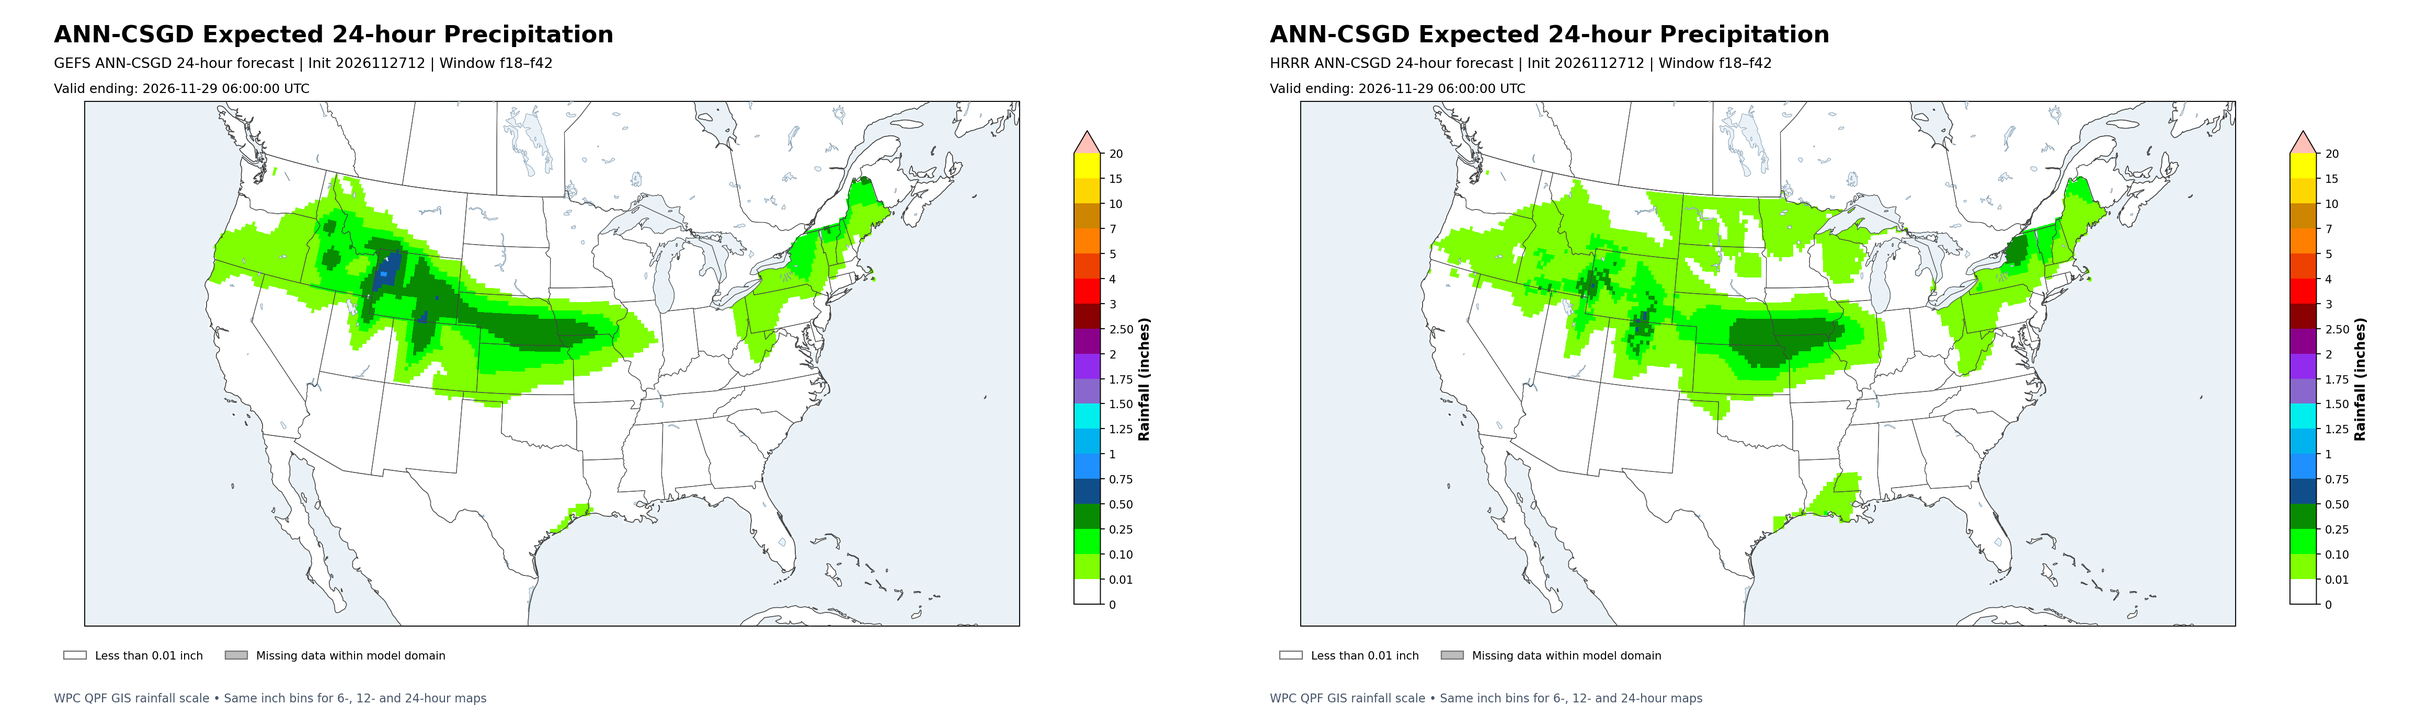 ANN-CSGD Expected 24-hour Precipitation
GEFS ANN-CSGD 24-hour forecast | Init 2026112712 | Window f18–f42
Valid ending: 2026-11-29 06:00:00 UTC
20
15
10
7
5
4
3
2.50
2
1.75
1.50
1.25
1
0.75
0.50
0.25
0.10
0.01
0
Rainfall (inches)
Less than 0.01 inch
Missing data within model domain
WPC QPF GIS rainfall scale • Same inch bins for 6-, 12- and 24-hour maps
ANN-CSGD Expected 24-hour Precipitation
HRRR ANN-CSGD 24-hour forecast | Init 2026112712 | Window f18–f42
Valid ending: 2026-11-29 06:00:00 UTC
20
15
10
7
5
4
3
2.50
2
1.75
1.50
1.25
1
0.75
0.50
0.25
0.10
0.01
0
Rainfall (inches)
Less than 0.01 inch
Missing data within model domain
WPC QPF GIS rainfall scale • Same inch bins for 6-, 12- and 24-hour maps